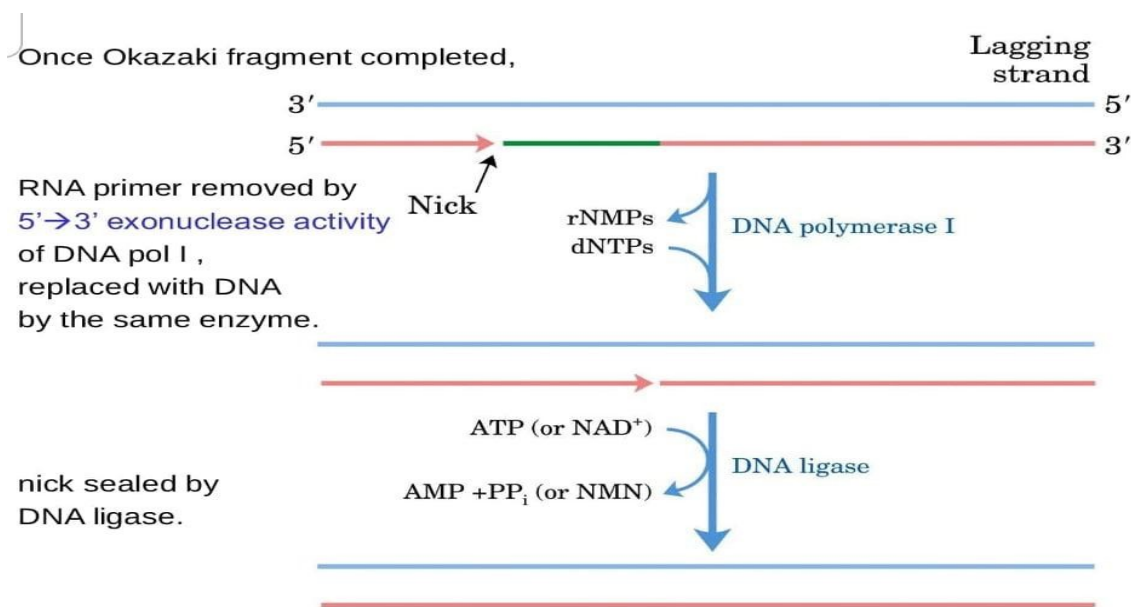 Once Okazaki fragment completed,
Lagging
strand
3′
5′
5′
3′
Nick
RNA primer removed by
5’→3’ exonuclease activity
of DNA pol I ,
replaced with DNA
by the same enzyme.
rNMPs
dNTPs
DNA polymerase I
ATP (or NAD⁺)
DNA ligase
AMP +PPᵢ (or NMN)
nick sealed by
DNA ligase.